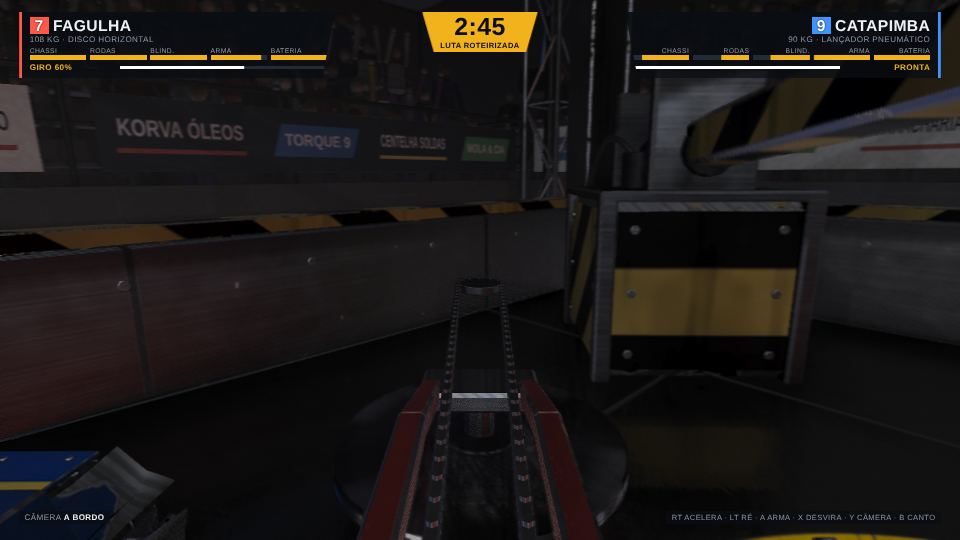 7 FAGULHA
108 KG · DISCO HORIZONTAL
CHASSI RODAS BLIND. ARMA BATERIA
GIRO 60%
2:45
LUTA ROTEIRIZADA
9 CATAPIMBA
90 KG · LANÇADOR PNEUMÁTICO
CHASSI RODAS BLIND. ARMA BATERIA
PRONTA
KORVA ÓLEOS
TORQUE 9
CENTELHA SOLDAS
MOLA & CIA
CÂMERA A BORDO
RT ACELERA · LT RÉ · A ARMA · X DESVIRA · Y CÂMERA · B CANTO